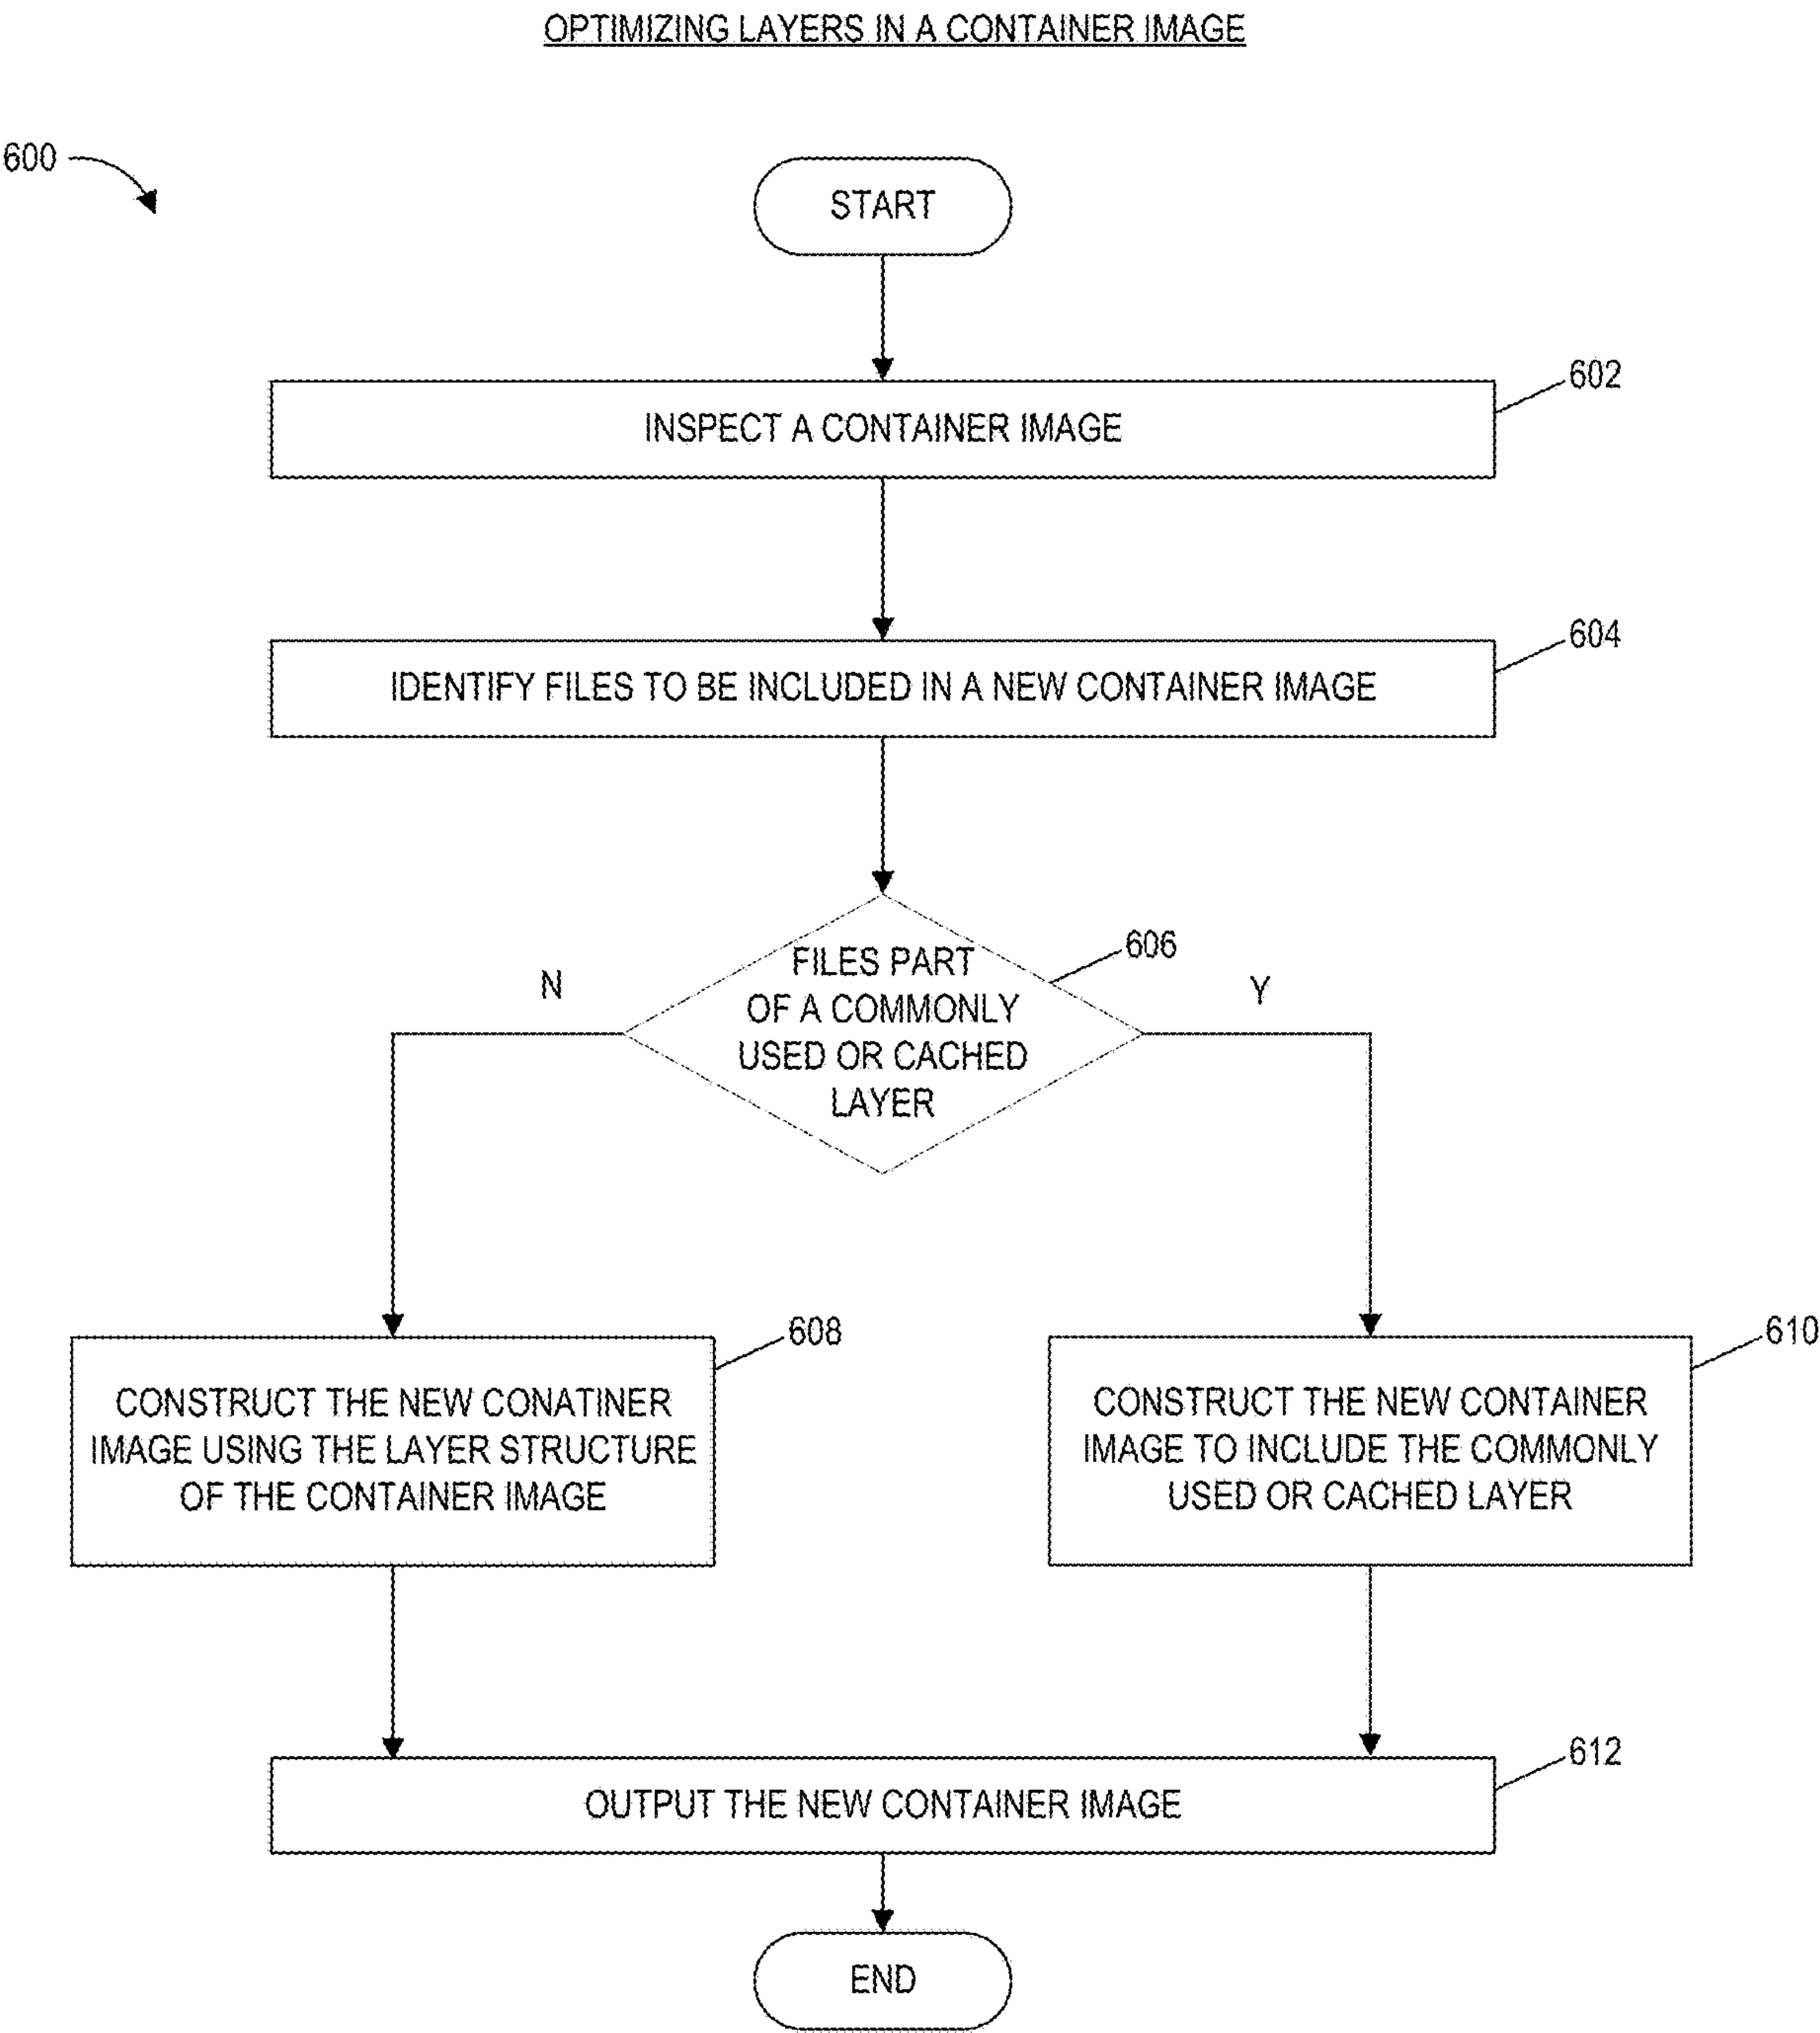 OPTIMIZING LAYERS IN A CONTAINER IMAGE
600
START
602
INSPECT A CONTAINER IMAGE
604
IDENTIFY FILES TO BE INCLUDED IN A NEW CONTAINER IMAGE
606
FILES PART
OF A COMMONLY
USED OR CACHED
LAYER
N
Y
608
CONSTRUCT THE NEW CONATINER
IMAGE USING THE LAYER STRUCTURE
OF THE CONTAINER IMAGE
610
CONSTRUCT THE NEW CONTAINER
IMAGE TO INCLUDE THE COMMONLY
USED OR CACHED LAYER
612
OUTPUT THE NEW CONTAINER IMAGE
END